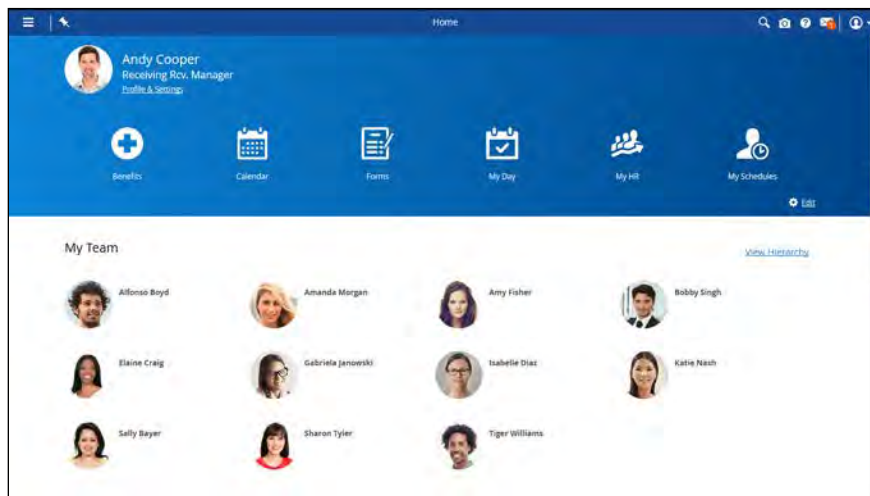 Home
Andy Cooper
Receiving Rcv. Manager
Profile & Settings
Benefits
Calendar
Forms
My Day
My HR
My Schedules
Edit
My Team
View Hierarchy
Alfonso Boyd
Amanda Morgan
Amy Fisher
Bobby Singh
Elaine Craig
Gabriela Janowski
Isabelle Diaz
Katie Nash
Sally Bayer
Sharon Tyler
Tiger Williams